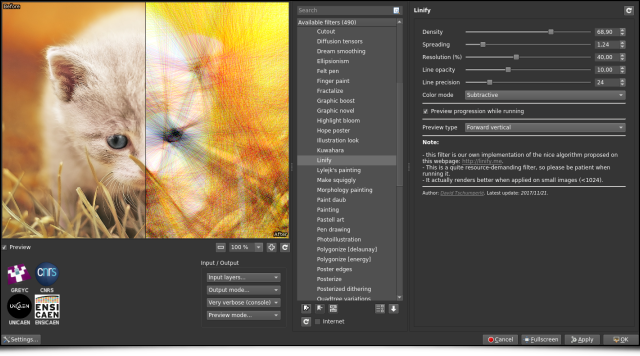 Before
After
Preview
100 %
GREYC
CNRS
UNICAEN
ENSICAEN
cnrs
UNICAEN
ENSI
CAEN
Input / Output
Input layers...
Output mode...
Very verbose (console)
Preview mode...
Settings...
Search
Available filters (490)
Cutout
Diffusion tensors
Dream smoothing
Ellipsionism
Felt pen
Finger paint
Fractalize
Graphic boost
Graphic novel
Highlight bloom
Hope poster
Illustration look
Kuwahara
Linify
Lylejk's painting
Make squiggly
Morphology painting
Paint daub
Painting
Pastell art
Pen drawing
Photoillustration
Polygonize [delaunay]
Polygonize [energy]
Poster edges
Posterize
Posterized dithering
Quadtree variations
Internet
Linify
Density 68,90
Spreading 1,24
Resolution (%) 40,00
Line opacity 10,00
Line precision 24
Color mode Subtractive
Preview progression while running
Preview type Forward vertical
Note:
- this filter is our own implementation of the nice algorithm proposed on
this webpage: http://linify.me.
- This is a quite resource-demanding filter, so please be patient when
running it.
- It actually renders better when applied on small images (<1024).
Author: David Tschumperlé. Latest update: 2017/11/21.
Cancel
Fullscreen
Apply
OK